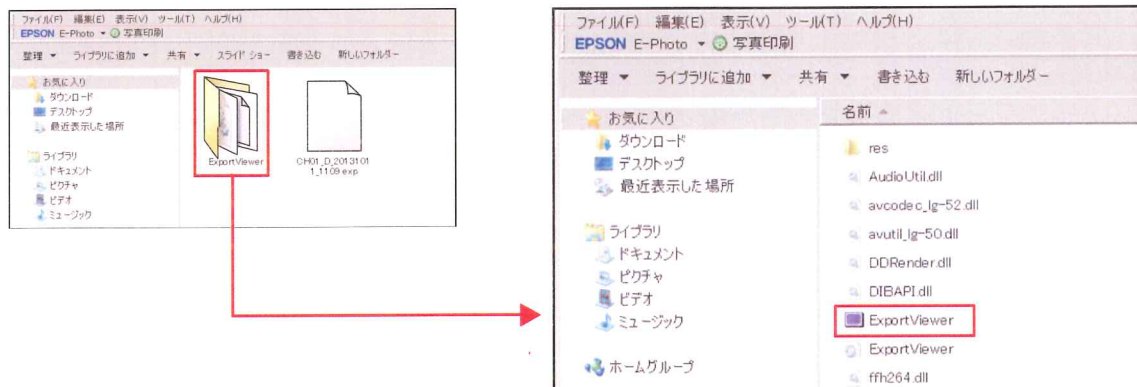 ファイル(F) 編集(E) 表示(V) ツール(T) ヘルプ(H)
EPSON E-Photo 写真印刷
整理 ライブラリに追加 共有 スライド ショー 書き込む 新しいフォルダー
お気に入り
ダウンロード
デスクトップ
最近表示した場所
ライブラリ
ドキュメント
ピクチャ
ビデオ
ミュージック
ExportViewer
CH01_D_2013101
1_1109.exp
ファイル(F) 編集(E) 表示(V) ツール(T) ヘルプ(H)
EPSON E-Photo 写真印刷
整理 ライブラリに追加 共有 書き込む 新しいフォルダー
お気に入り
ダウンロード
デスクトップ
最近表示した場所
ライブラリ
ドキュメント
ピクチャ
ビデオ
ミュージック
ホームグループ
名前
res
AudioUtil.dll
avcodec_lg-52.dll
avutil_lg-50.dll
DDRender.dll
DIBAPI.dll
ExportViewer
ExportViewer
ffh264.dll